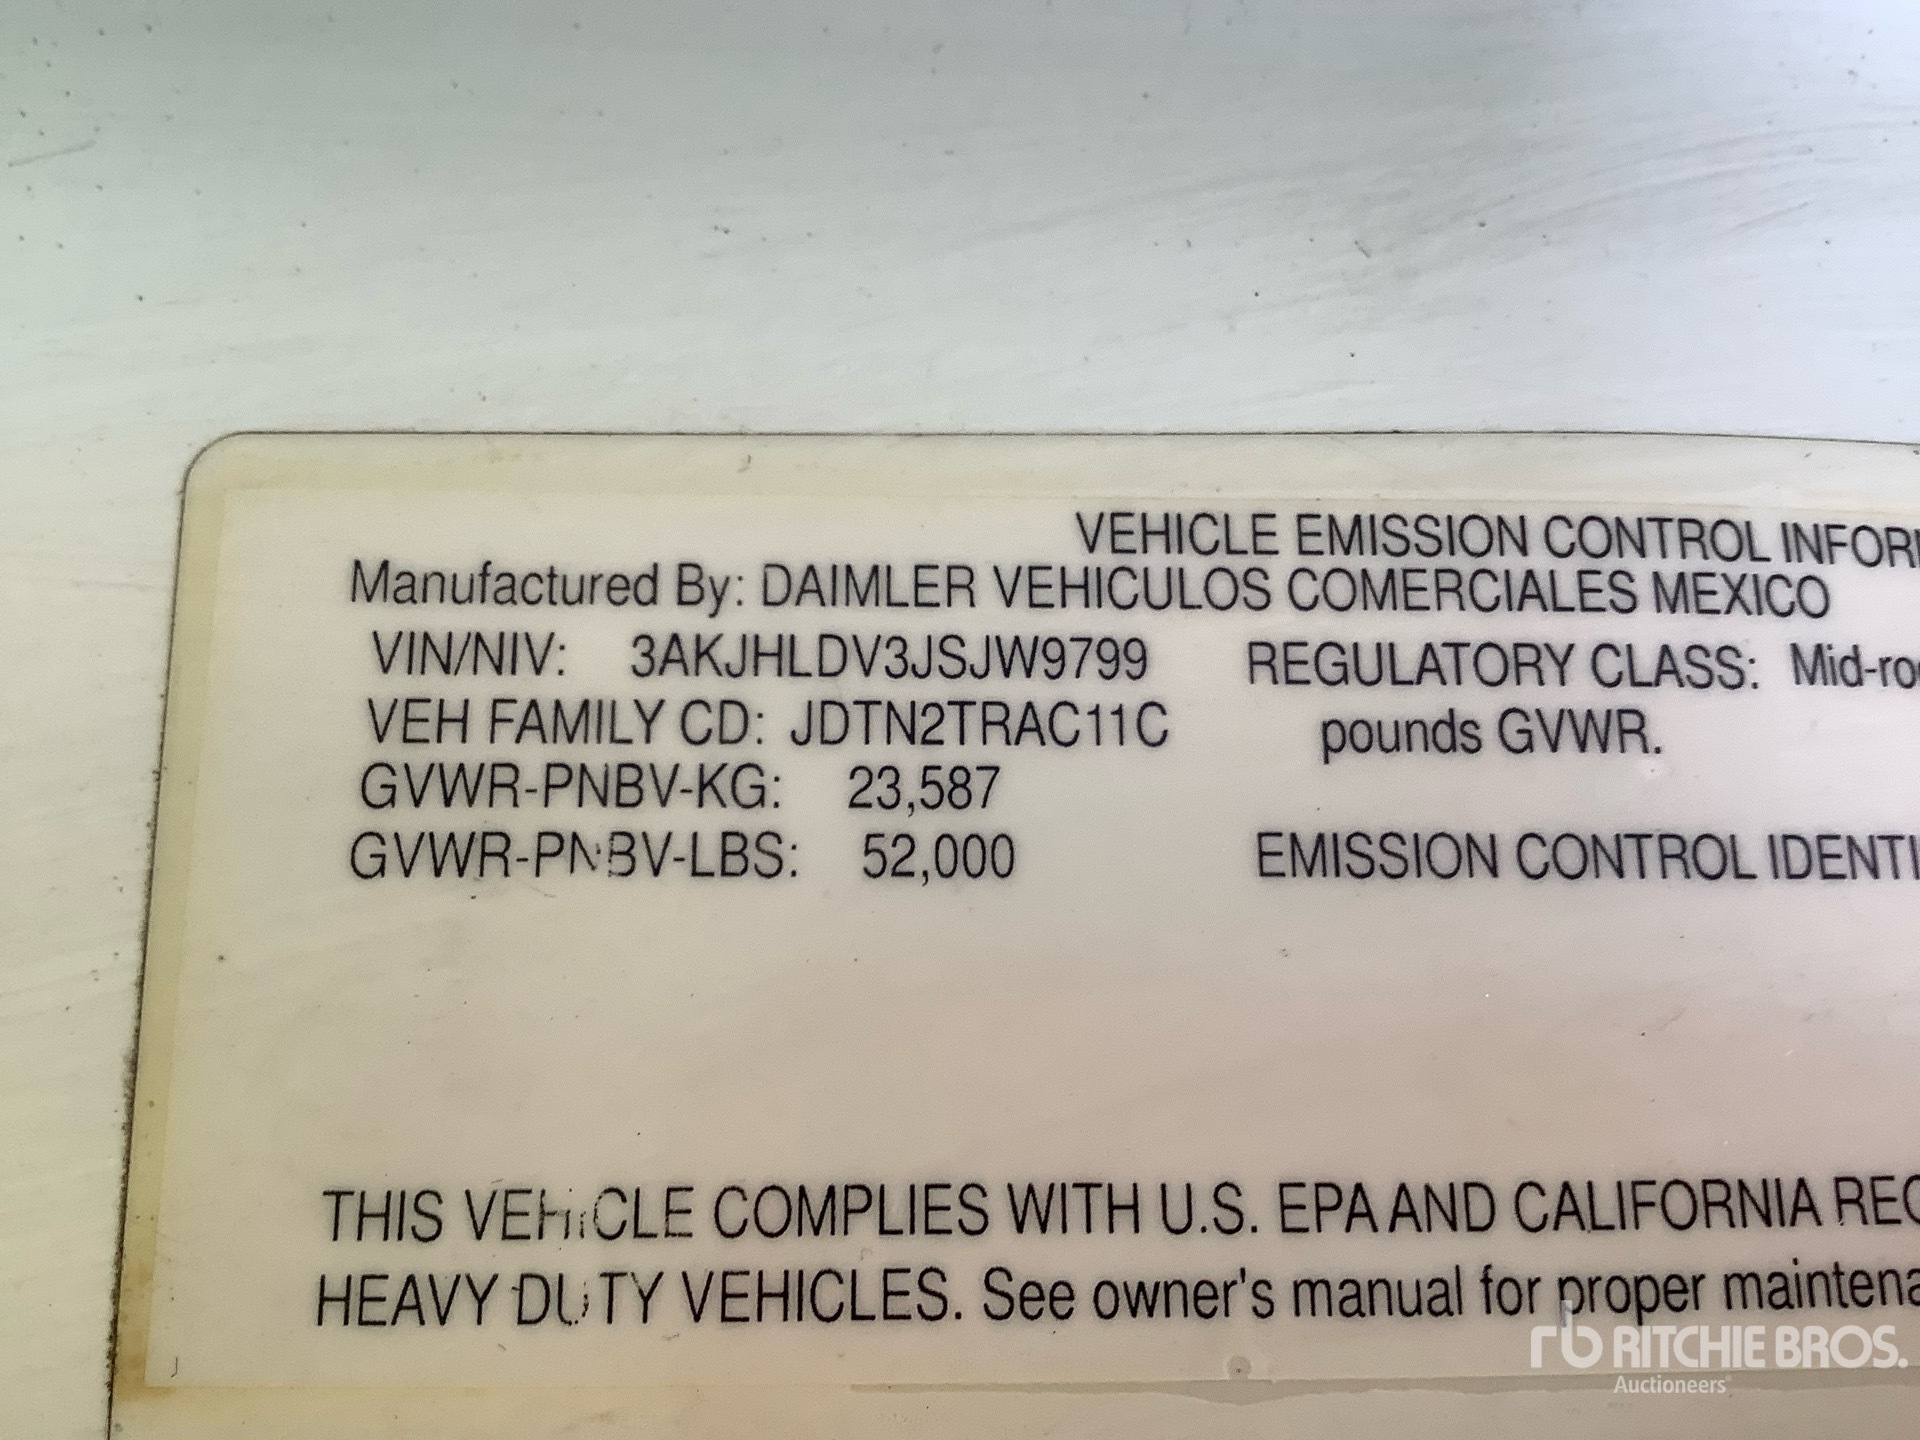 VEHICLE EMISSION CONTROL INFOR
Manufactured By: DAIMLER VEHICULOS COMERCIALES MEXICO
VIN/NIV: 3AKJHLDV3JSJW9799 REGULATORY CLASS: Mid-ro
VEH FAMILY CD: JDTN2TRAC11C pounds GVWR.
GVWR-PNBV-KG: 23,587
GVWR-PNBV-LBS: 52,000 EMISSION CONTROL IDENTI
THIS VEHICLE COMPLIES WITH U.S. EPA AND CALIFORNIA REG
HEAVY DUTY VEHICLES. See owner's manual for proper maintena
rb RITCHIE BROS.
Auctioneers